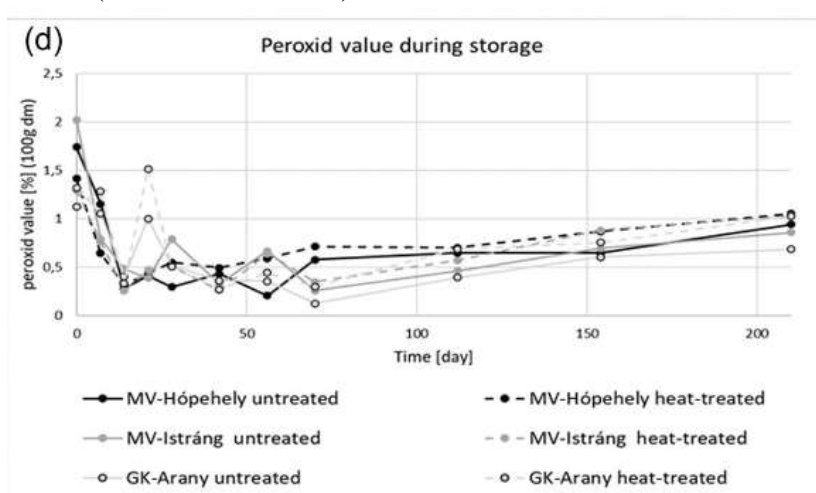 (d)
Peroxid value during storage
peroxid value [%] (100g dm)
2,5
2
1,5
1
0,5
0
0 50 100 150 200
Time [day]
MV-Hópehely untreated MV-Hópehely heat-treated
MV-Istráng untreated MV-Istráng heat-treated
GK-Arany untreated GK-Arany heat-treated